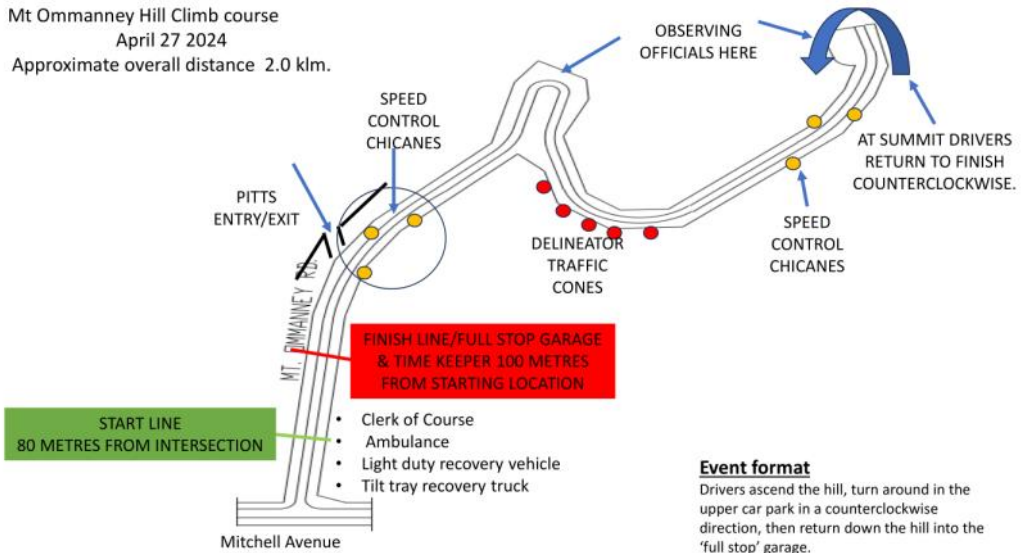 Mt Ommanney Hill Climb course
April 27 2024
Approximate overall distance  2.0 klm.
OBSERVING
OFFICIALS HERE
SPEED
CONTROL
CHICANES
AT SUMMIT DRIVERS
RETURN TO FINISH
COUNTERCLOCKWISE.
PITTS
ENTRY/EXIT
SPEED
CONTROL
CHICANES
DELINEATOR
TRAFFIC
CONES
MT. OMMANNEY RD.
FINISH LINE/FULL STOP GARAGE
& TIME KEEPER 100 METRES
FROM STARTING LOCATION
START LINE
80 METRES FROM INTERSECTION
• Clerk of Course
• Ambulance
• Light duty recovery vehicle
• Tilt tray recovery truck
Mitchell Avenue
Event format
Drivers ascend the hill, turn around in the
upper car park in a counterclockwise
direction, then return down the hill into the
‘full stop’ garage.